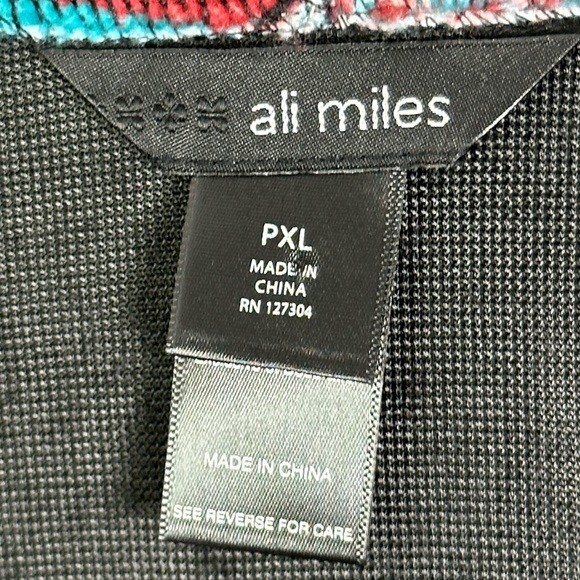 ali miles
PXL
MADE IN
CHINA
RN 127304
MADE IN CHINA
SEE REVERSE FOR CARE